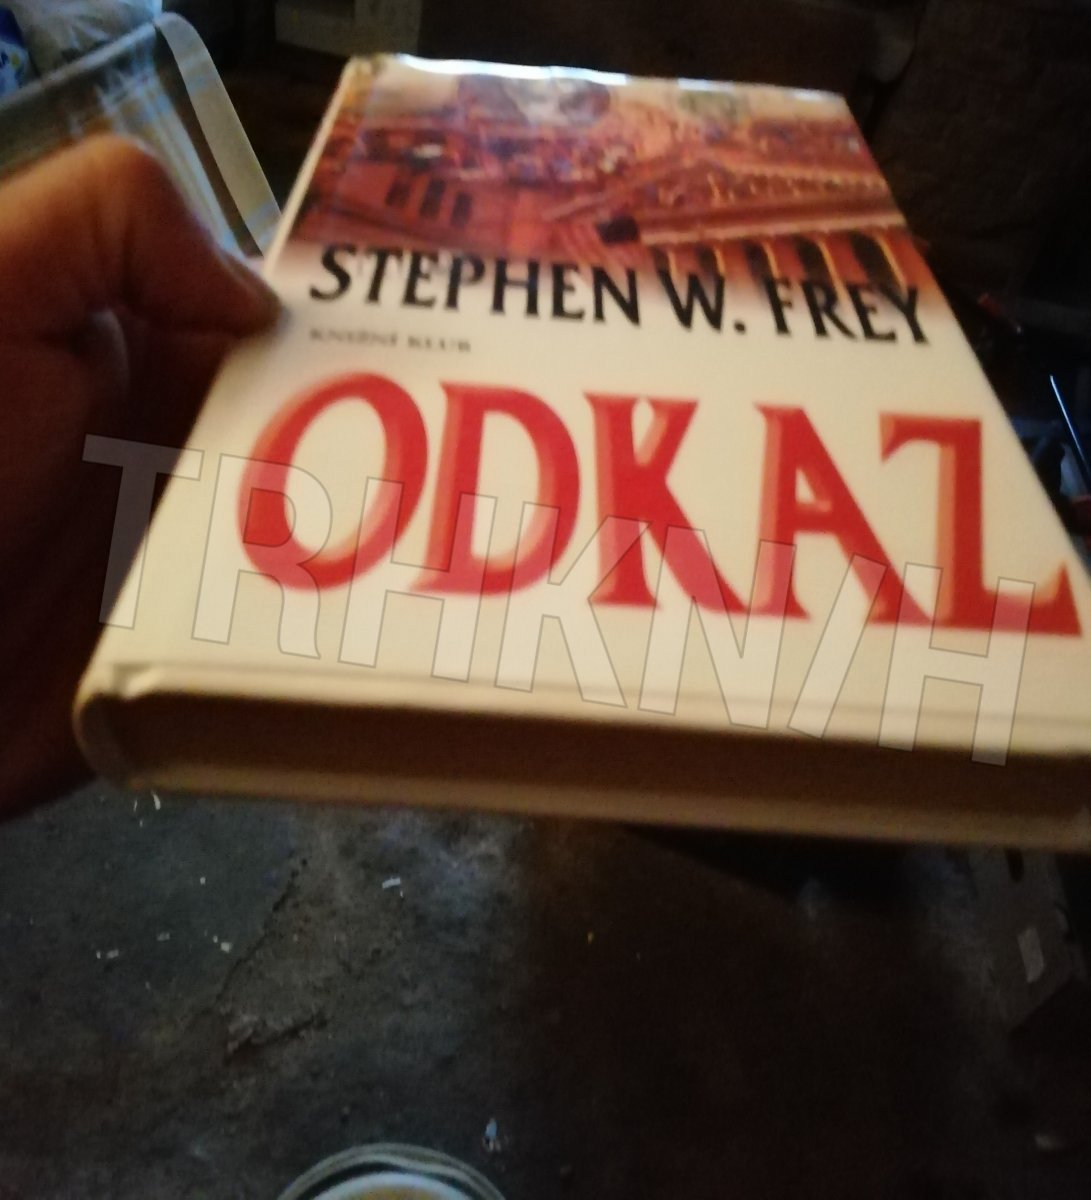 STEPHEN W. FREY
KNIŽNÍ KLUB
ODKAZ
TRHKNIH